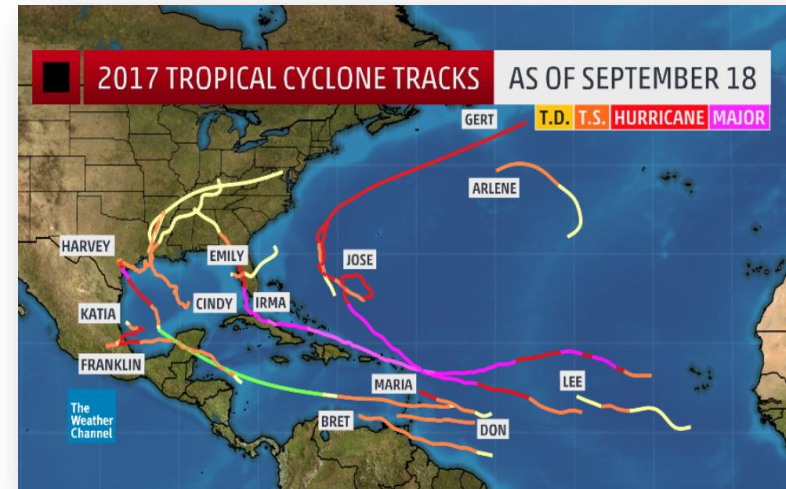 2017 TROPICAL CYCLONE TRACKS
AS OF SEPTEMBER 18
GERT
T.D. T.S. HURRICANE MAJOR
ARLENE
HARVEY
EMILY
JOSE
CINDY
IRMA
KATIA
FRANKLIN
MARIA
LEE
BRET
DON
The
Weather
Channel